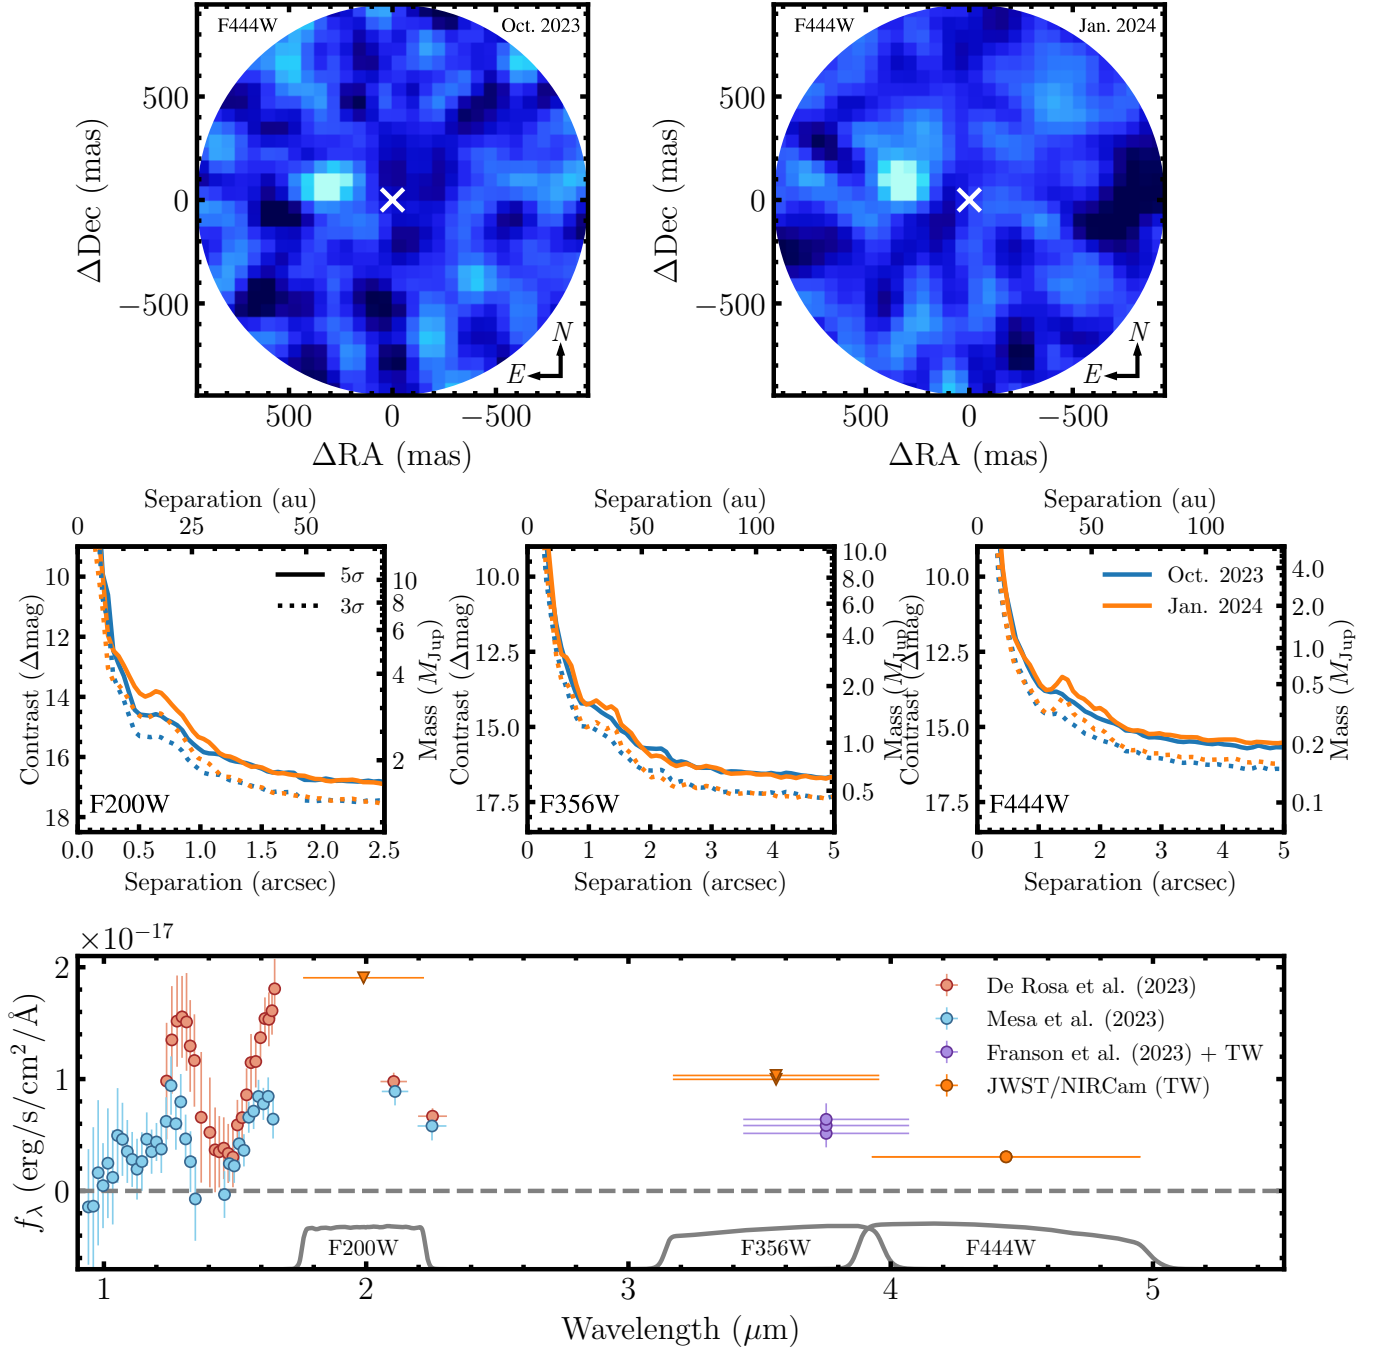 F444W Oct. 2023
500
0
−500
ΔDec (mas)
N
E
500 0 −500
ΔRA (mas)
F444W Jan. 2024
500
0
−500
ΔDec (mas)
N
E
500 0 −500
ΔRA (mas)
Separation (au)
0 25 50
10
12
14
16
18
Contrast (Δmag)
5σ
3σ
F200W
10
8
6
4
2
Mass (M_Jup)
0.0 0.5 1.0 1.5 2.0 2.5
Separation (arcsec)
Separation (au)
0 50 100
10.0
12.5
15.0
17.5
Contrast (Δmag)
F356W
10.0
8.0
6.0
4.0
2.0
1.0
0.5
Mass (M_Jup)
0 1 2 3 4 5
Separation (arcsec)
Separation (au)
0 50 100
10.0
12.5
15.0
17.5
Contrast (Δmag)
Oct. 2023
Jan. 2024
F444W
4.0
2.0
1.0
0.5
0.2
0.1
Mass (M_Jup)
0 1 2 3 4 5
Separation (arcsec)
×10⁻¹⁷
2
1
0
f_λ (erg/s/cm²/Å)
De Rosa et al. (2023)
Mesa et al. (2023)
Franson et al. (2023) + TW
JWST/NIRCam (TW)
F200W F356W F444W
1 2 3 4 5
Wavelength (μm)